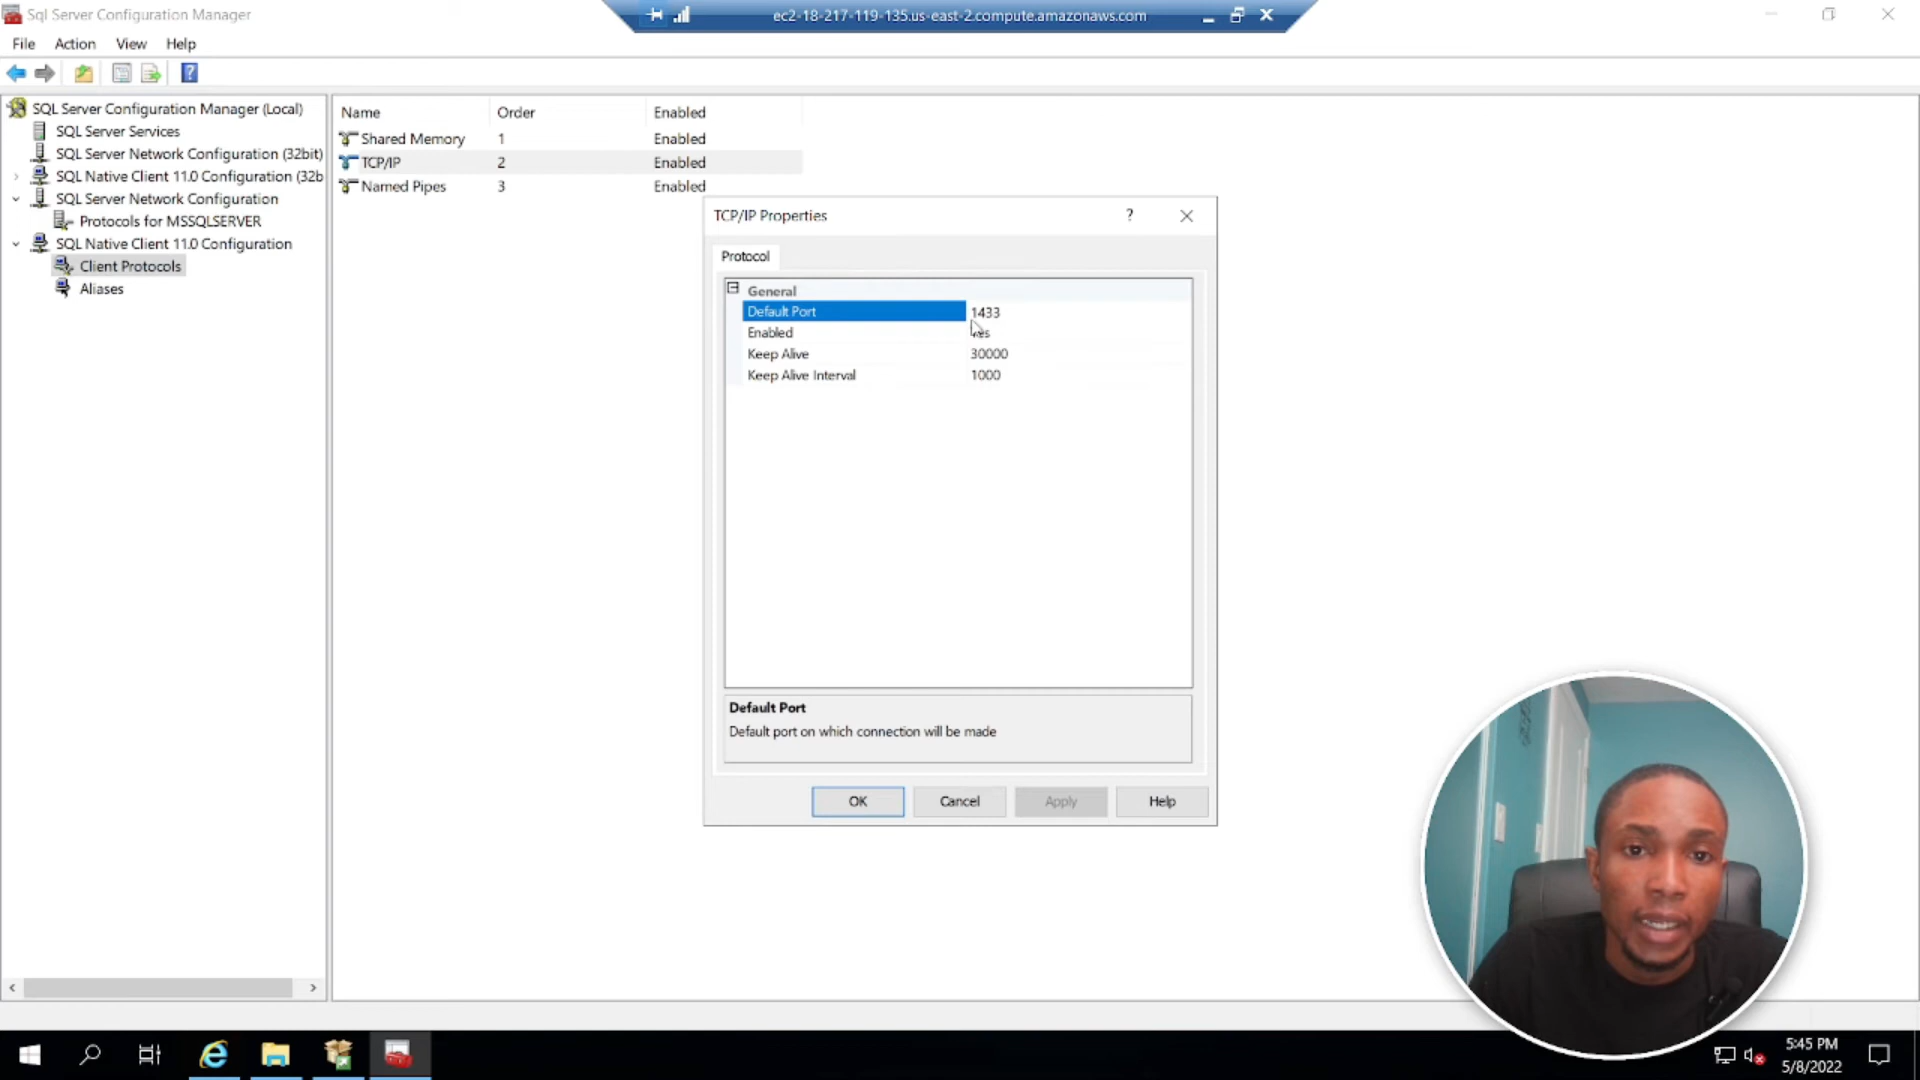 Sql Server Configuration Manager
ec2-18-217-119-135.us-east-2.compute.amazonaws.com
File Action View Help
SQL Server Configuration Manager (Local)
SQL Server Services
SQL Server Network Configuration (32bit)
SQL Native Client 11.0 Configuration (32b
SQL Server Network Configuration
Protocols for MSSQLSERVER
SQL Native Client 11.0 Configuration
Client Protocols
Aliases
Name Order Enabled
Shared Memory 1 Enabled
TCP/IP 2 Enabled
Named Pipes 3 Enabled
TCP/IP Properties
Protocol
General
Default Port 1433
Enabled
Keep Alive 30000
Keep Alive Interval 1000
Default Port
Default port on which connection will be made
OK Cancel Apply Help
5:45 PM
5/8/2022